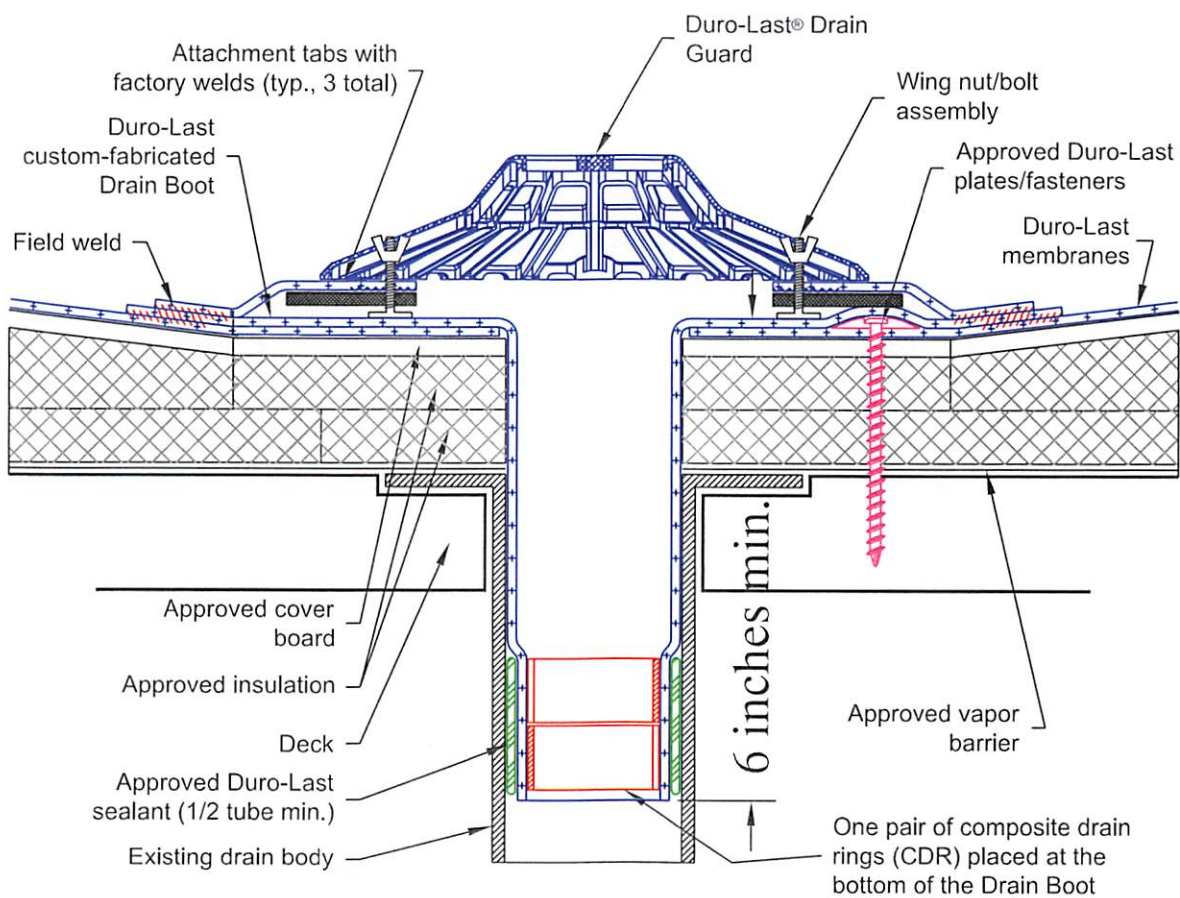 Duro-Last® Drain
Guard
Attachment tabs with
factory welds (typ., 3 total)
Wing nut/bolt
assembly
Duro-Last
custom-fabricated
Drain Boot
Approved Duro-Last
plates/fasteners
Field weld
Duro-Last
membranes
6 inches min.
Approved cover
board
Approved insulation
Deck
Approved Duro-Last
sealant (1/2 tube min.)
Existing drain body
Approved vapor
barrier
One pair of composite drain
rings (CDR) placed at the
bottom of the Drain Boot